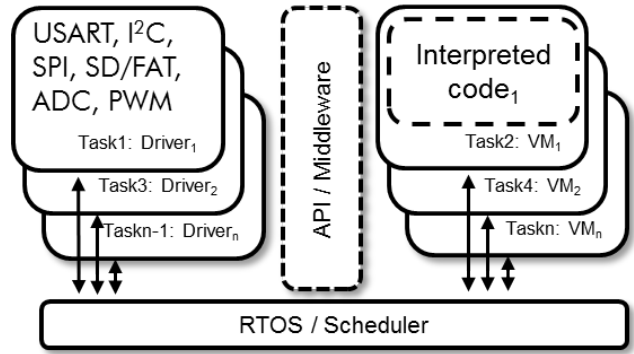 USART, I²C,
SPI, SD/FAT,
ADC, PWM
Task1: Driver₁
Task3: Driver₂
Taskn-1: Driverₙ
API / Middleware
Interpreted
code₁
Task2: VM₁
Task4: VM₂
Taskn: VMₙ
RTOS / Scheduler